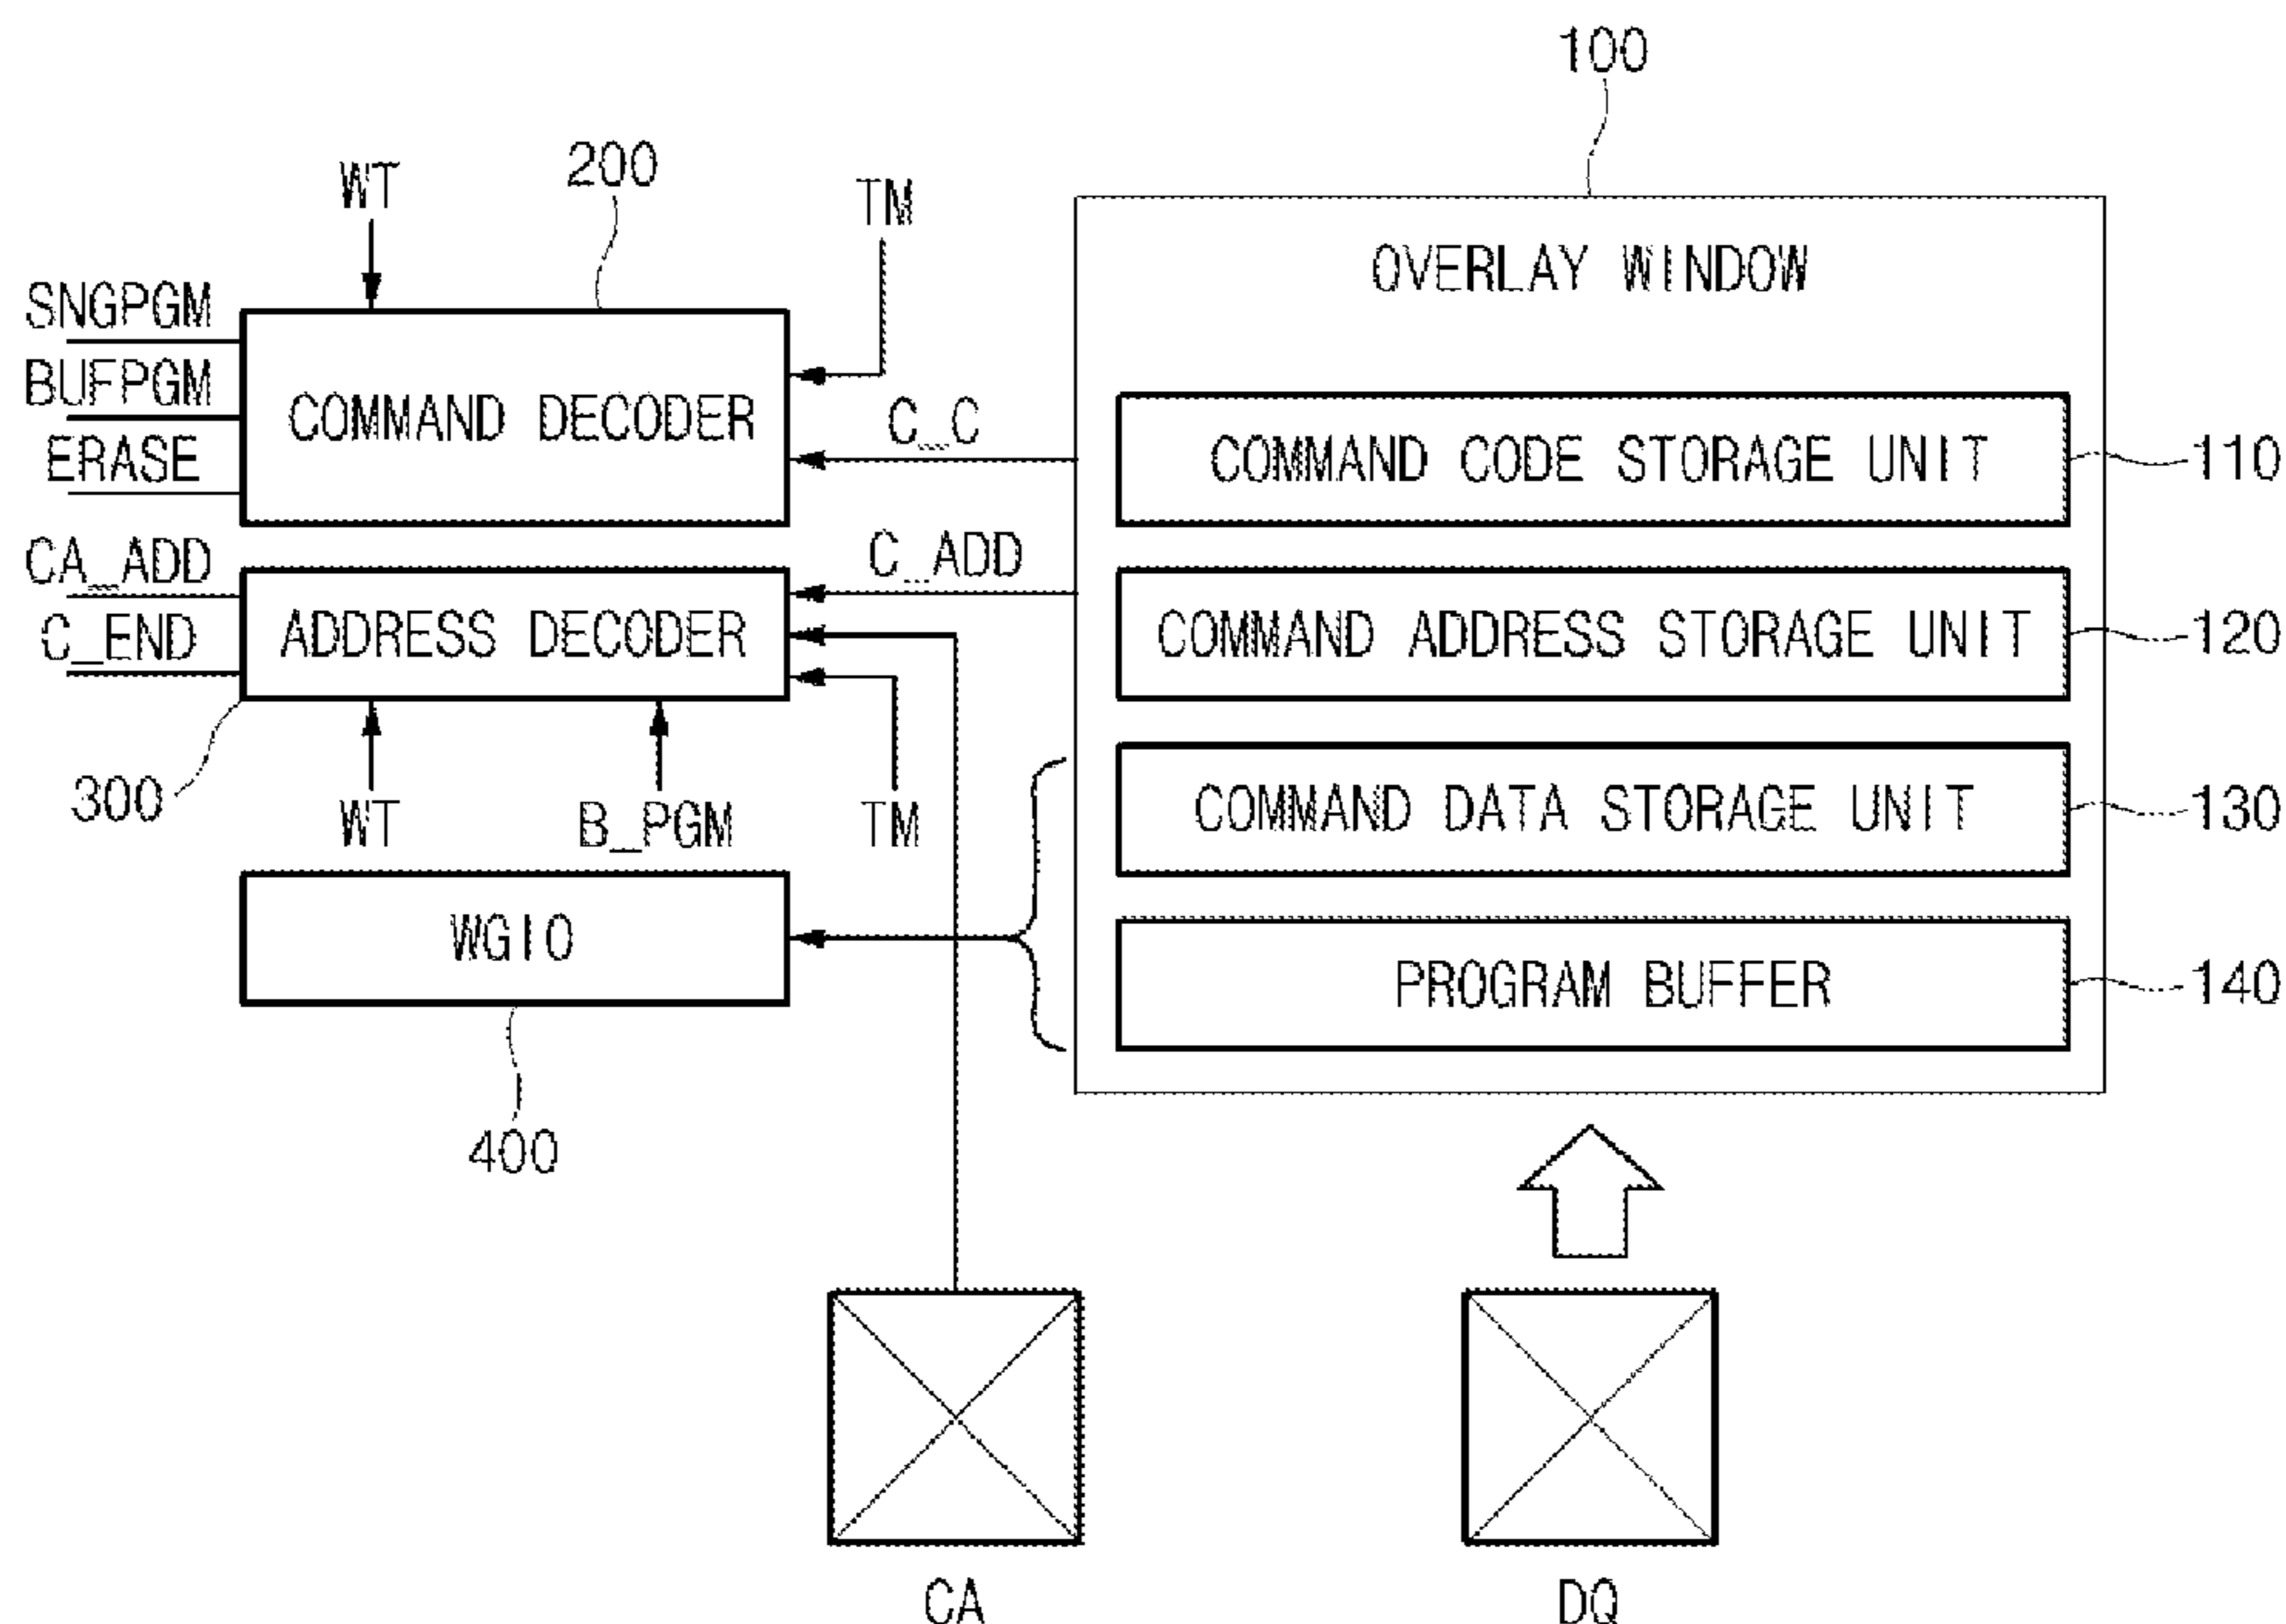 100
WT
200
TM
OVERLAY WINDOW
SNGPGM
BUFPGM
ERASE
COMMAND DECODER
C_C
COMMAND CODE STORAGE UNIT
110
CA_ADD
C_END
ADDRESS DECODER
C_ADD
COMMAND ADDRESS STORAGE UNIT
120
300
WT
B_PGM
TM
COMMAND DATA STORAGE UNIT
130
WGIO
PROGRAM BUFFER
140
400
CA
DQ